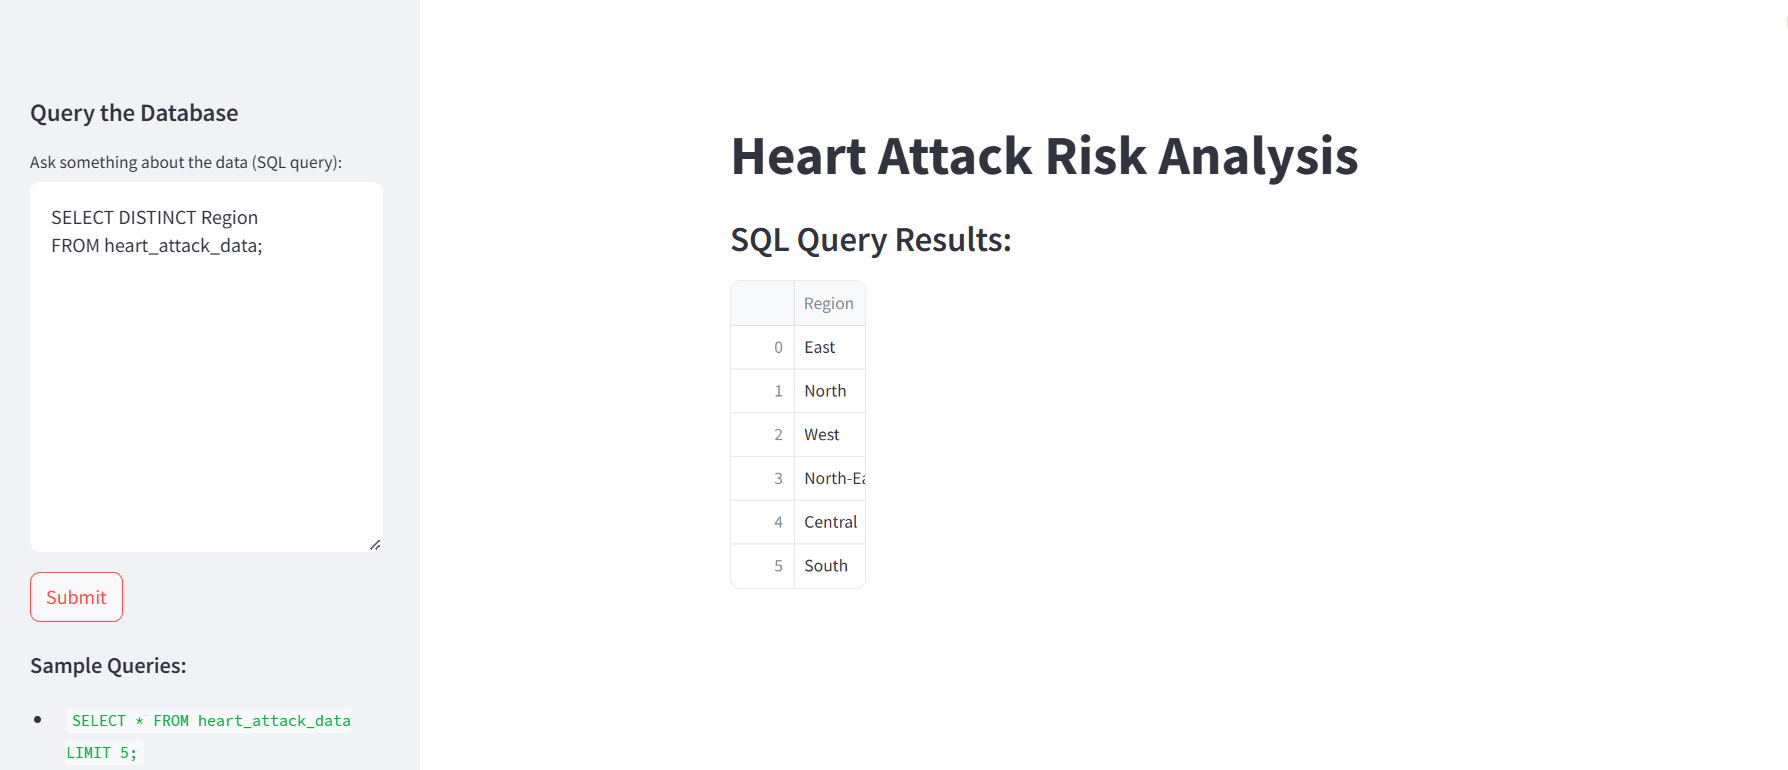 Query the Database
Ask something about the data (SQL query):
SELECT DISTINCT Region
FROM heart_attack_data;
Submit
Sample Queries:
SELECT * FROM heart_attack_data
LIMIT 5;
Heart Attack Risk Analysis
SQL Query Results:
Region
0 East
1 North
2 West
3 North-Ea
4 Central
5 South